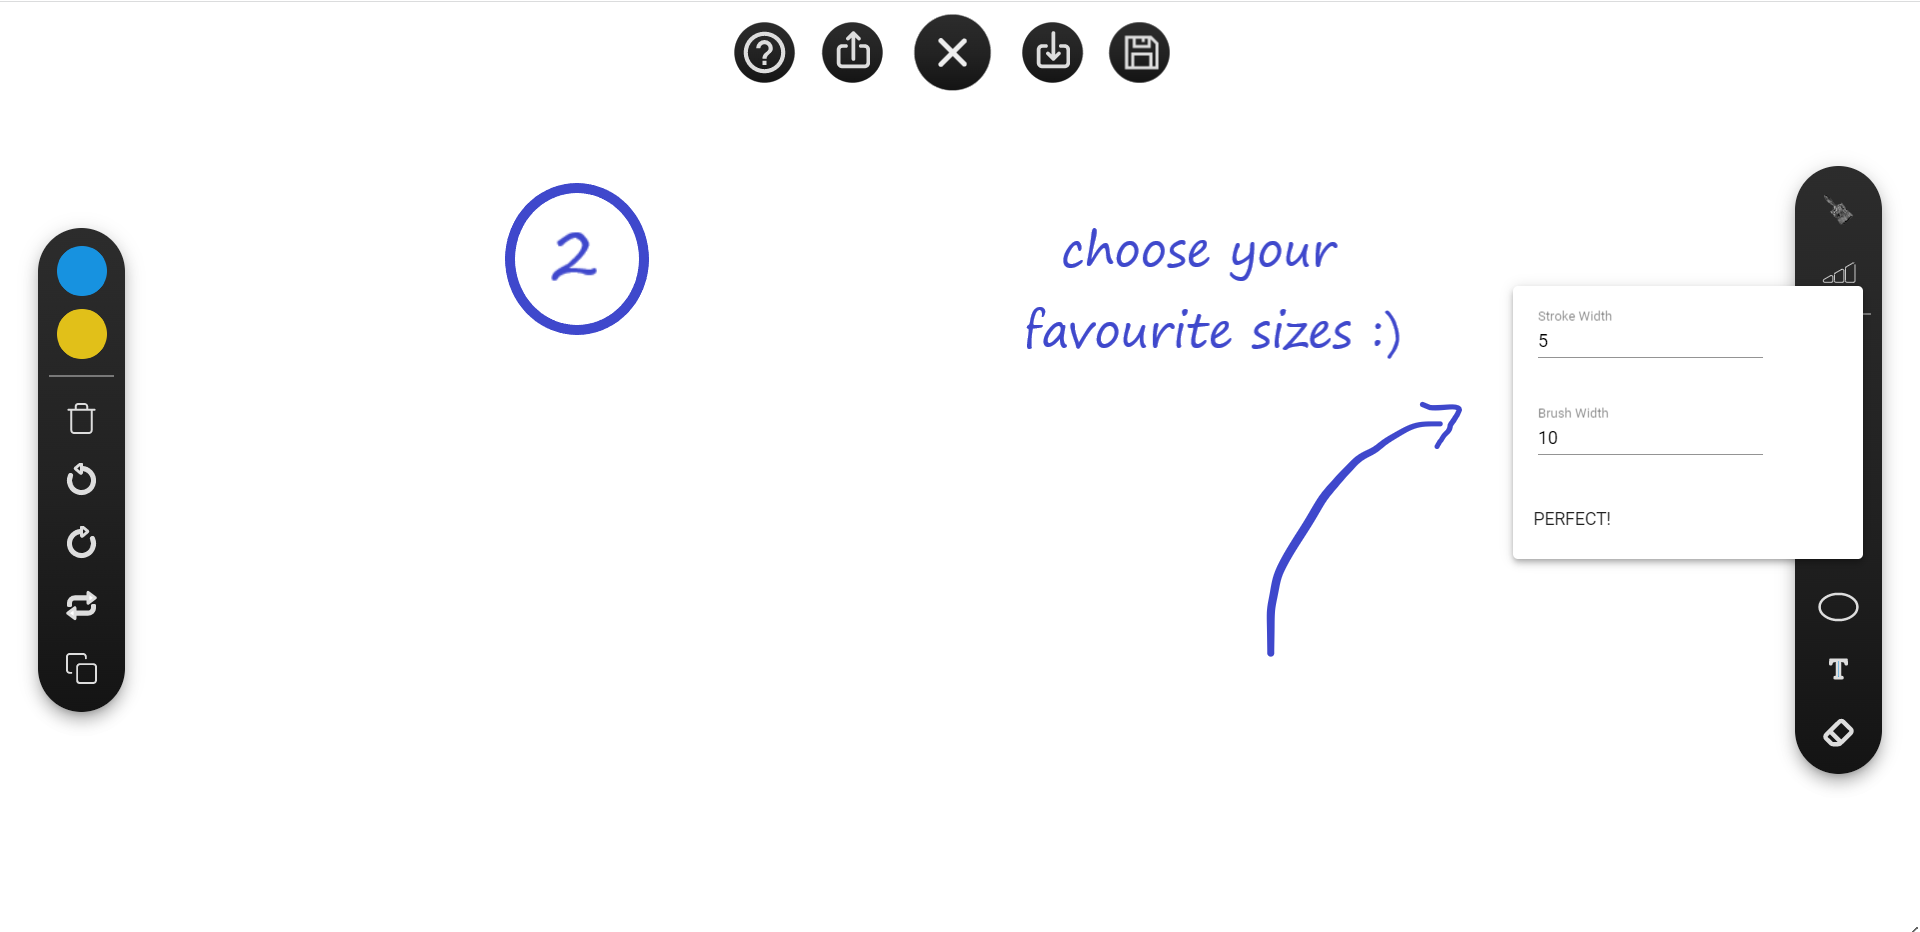 2
choose your
favourite sizes :)
Stroke Width
5
Brush Width
10
PERFECT!
T